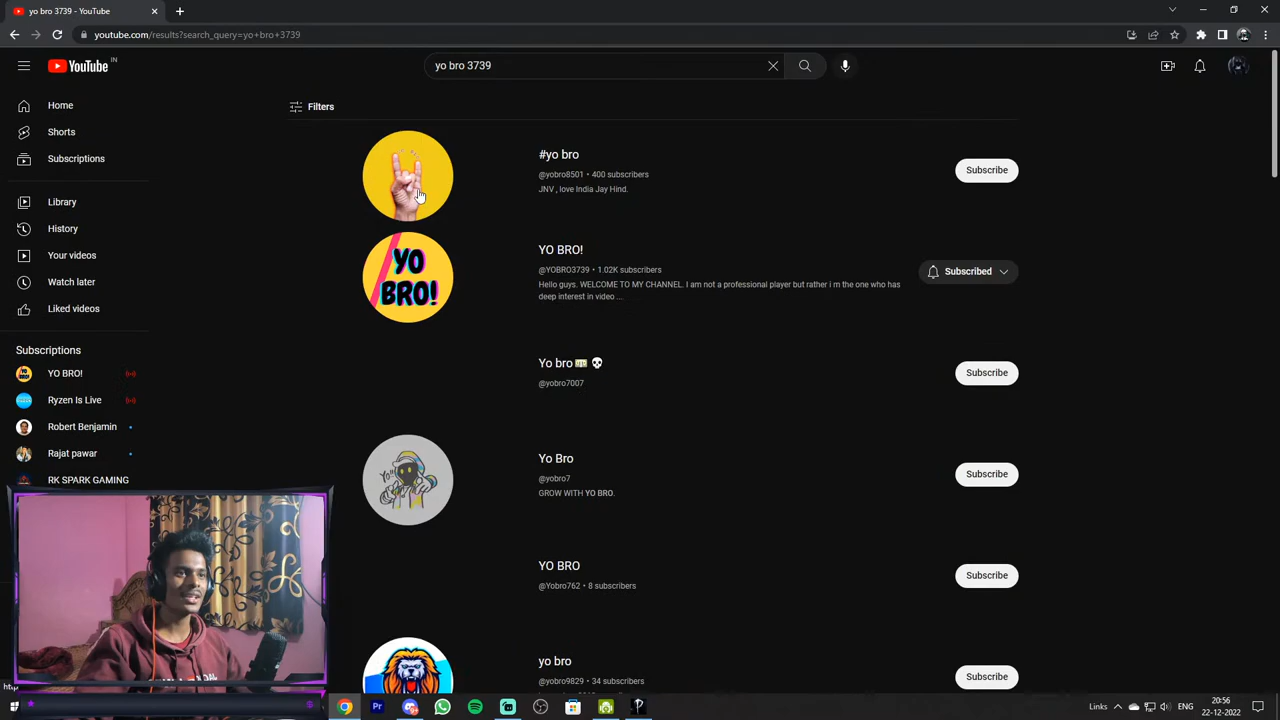 yo bro 3739 - YouTube
youtube.com/results?search_query=yo+bro+3739
YouTube IN
yo bro 3739
Home
Shorts
Subscriptions
Library
History
Your videos
Watch later
Liked videos
Subscriptions
YO BRO!
Ryzen Is Live
Robert Benjamin
Rajat pawar
RK SPARK GANMING
Filters
#yo bro
@yobro8501 • 400 subscribers
JNV , love India Jay Hind.
Subscribe
YO BRO!
YO BRO!
@YOBRO3739 • 1.02K subscribers
Hello guys. WELCOME TO MY CHANNEL. I am not a professional player but rather i m the one who has
deep interest in video ...
Subscribed
Yo bro
@yobro7007
Subscribe
Yo Bro
@yobro7
GROW WITH YO BRO.
Subscribe
YO BRO
@Yobro762 • 8 subscribers
Subscribe
yo bro
@yobro9829 • 34 subscribers
Subscribe
Pr
Links
ENG
20:56
22-12-2022